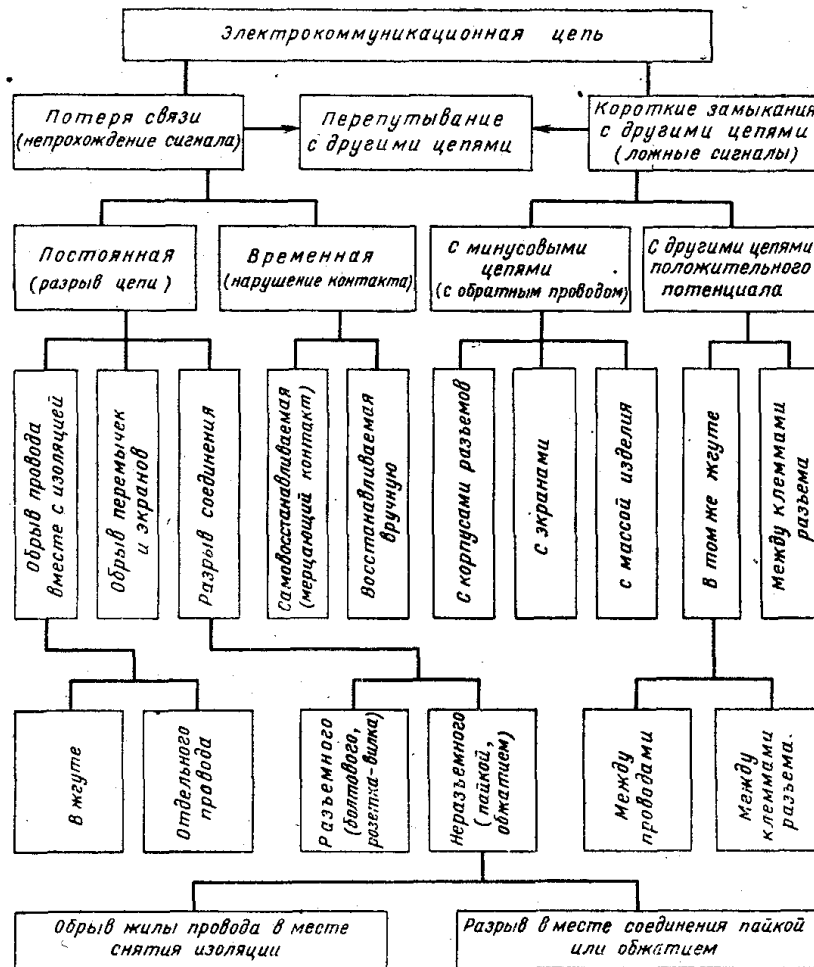 Электрокоммуникационная цепь
Потеря связи
(непрохождение сигнала)
Перепутывание
с другими цепями
Короткие замыкания
с другими цепями
(ложные сигналы)
Постоянная
(разрыв цепи)
Временная
(нарушение контакта)
С минусовыми
цепями
(с обратным проводом)
С другими цепями
положительного
потенциала
Обрыв провода
вместе с изоляцией
Обрыв перемычек
и экранов
Разрыв соединения
Самовосстанавливаемая
(мерцающий контакт)
Восстанавливаемая
вручную
С корпусами разъемов
С экранами
с массой изделия
В том же жгуте
Между клеммами
разъема
В жгуте
Отдельного
провода
Разъемного
(болтового,
розетка-вилка)
Неразъемного
(пайкой,
обжатием)
Между
проводами
Между
клеммами
разъема.
Обрыв жилы провода в месте
снятия изоляции
Разрыв в месте соединения пайкой
или обжатием